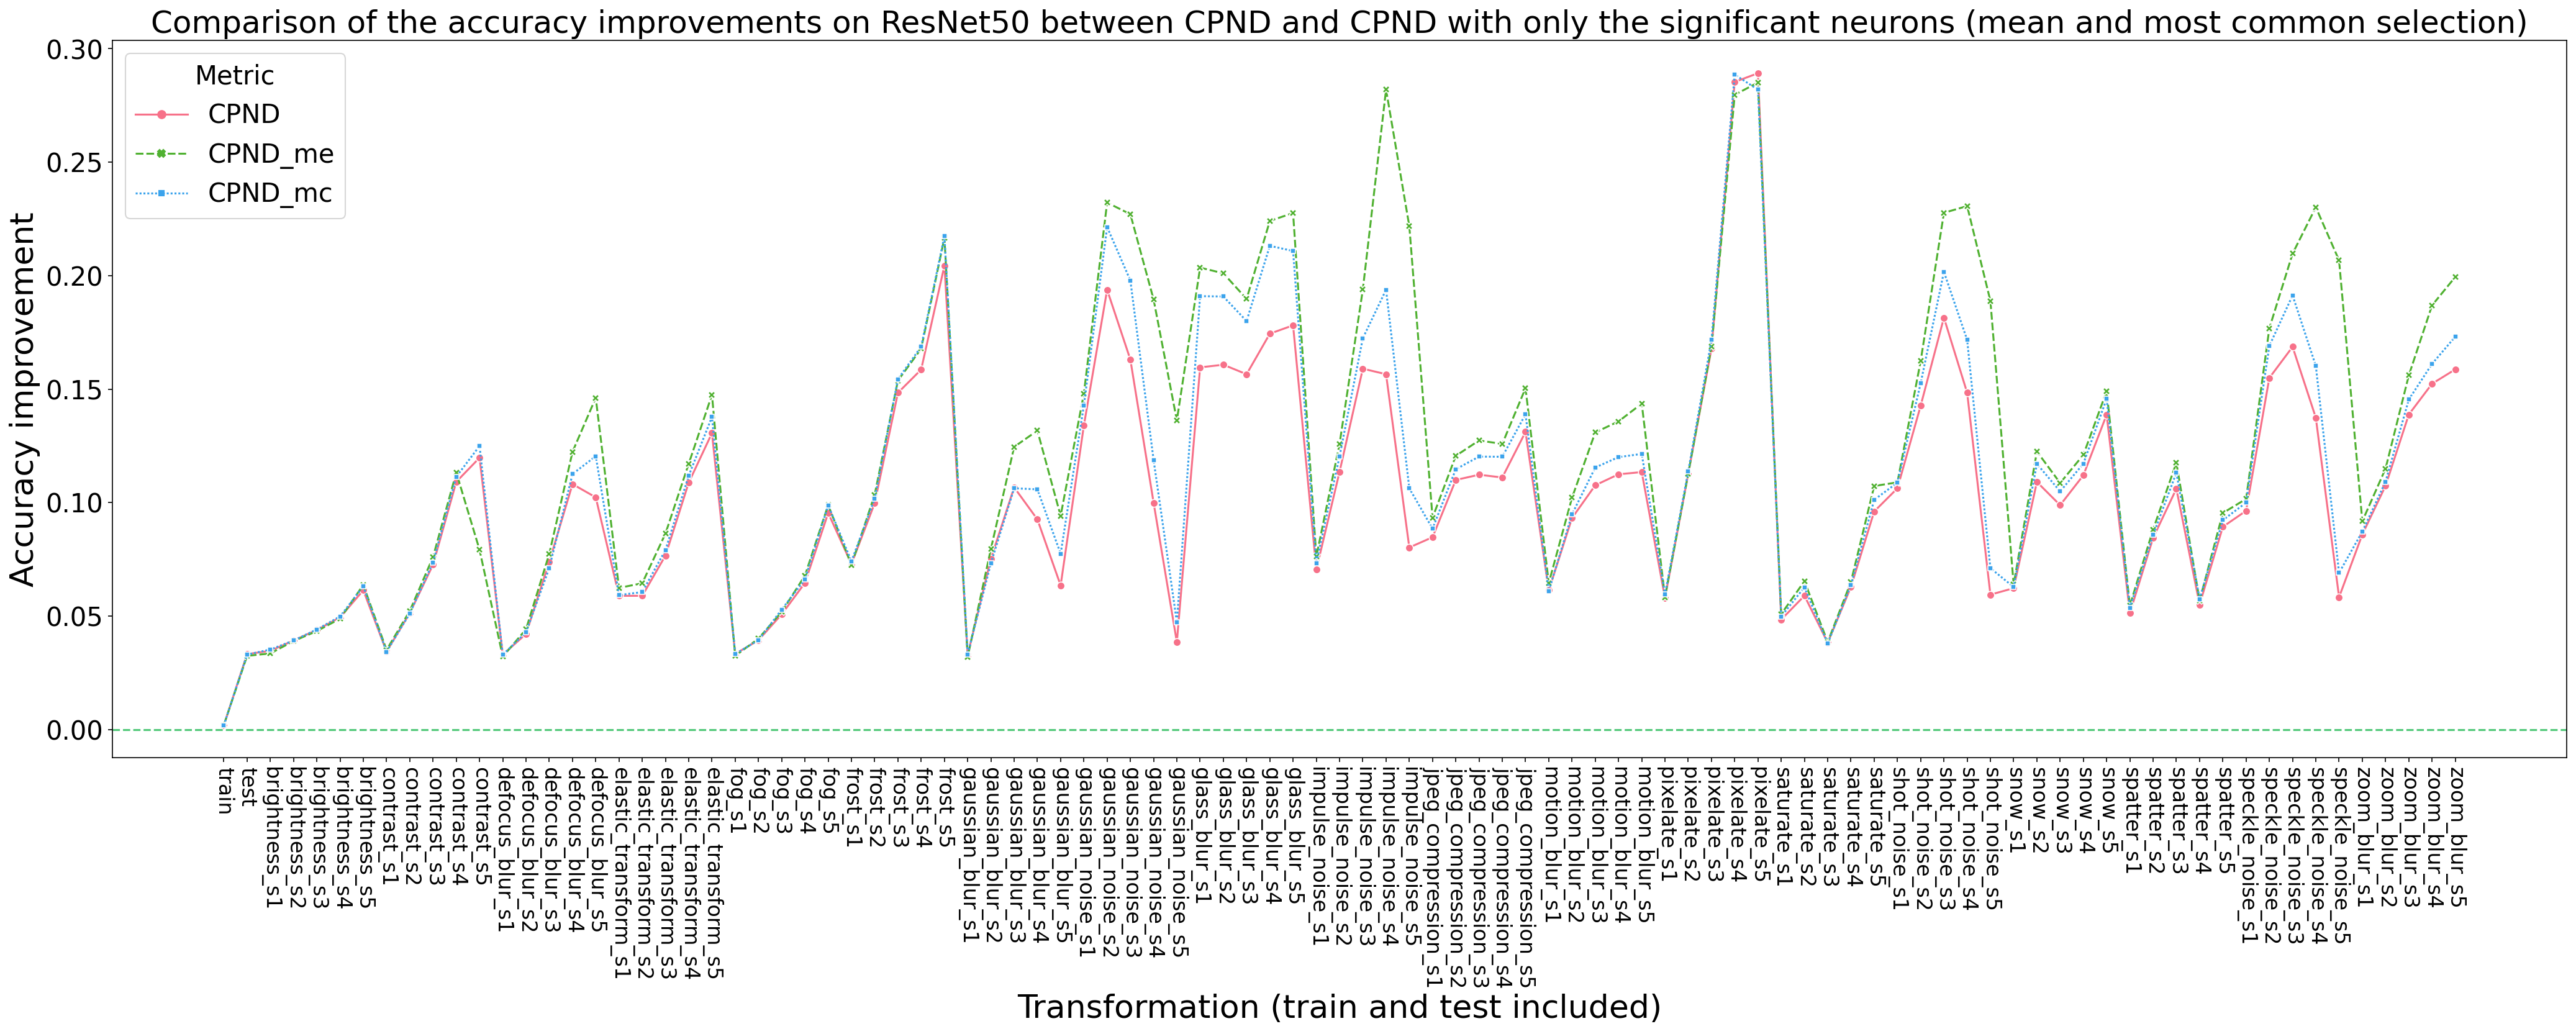 Comparison of the accuracy improvements on ResNet50 between CPND and CPND with only the significant neurons (mean and most common selection)
Metric
CPND
CPND_me
CPND_mc
Accuracy improvement
0.30
0.25
0.20
0.15
0.10
0.05
0.00
train
test
brightness_s1
brightness_s2
brightness_s3
brightness_s4
brightness_s5
contrast_s1
contrast_s2
contrast_s3
contrast_s4
contrast_s5
defocus_blur_s1
defocus_blur_s2
defocus_blur_s3
defocus_blur_s4
defocus_blur_s5
elastic_transform_s1
elastic_transform_s2
elastic_transform_s3
elastic_transform_s4
elastic_transform_s5
fog_s1
fog_s2
fog_s3
fog_s4
fog_s5
frost_s1
frost_s2
frost_s3
frost_s4
frost_s5
gaussian_blur_s1
gaussian_blur_s2
gaussian_blur_s3
gaussian_blur_s4
gaussian_blur_s5
gaussian_noise_s1
gaussian_noise_s2
gaussian_noise_s3
gaussian_noise_s4
gaussian_noise_s5
glass_blur_s1
glass_blur_s2
glass_blur_s3
glass_blur_s4
glass_blur_s5
impulse_noise_s1
impulse_noise_s2
impulse_noise_s3
impulse_noise_s4
impulse_noise_s5
jpeg_compression_s1
jpeg_compression_s2
jpeg_compression_s3
jpeg_compression_s4
jpeg_compression_s5
motion_blur_s1
motion_blur_s2
motion_blur_s3
motion_blur_s4
motion_blur_s5
pixelate_s1
pixelate_s2
pixelate_s3
pixelate_s4
pixelate_s5
saturate_s1
saturate_s2
saturate_s3
saturate_s4
saturate_s5
shot_noise_s1
shot_noise_s2
shot_noise_s3
shot_noise_s4
shot_noise_s5
snow_s1
snow_s2
snow_s3
snow_s4
snow_s5
spatter_s1
spatter_s2
spatter_s3
spatter_s4
spatter_s5
speckle_noise_s1
speckle_noise_s2
speckle_noise_s3
speckle_noise_s4
speckle_noise_s5
zoom_blur_s1
zoom_blur_s2
zoom_blur_s3
zoom_blur_s4
zoom_blur_s5
Transformation (train and test included)